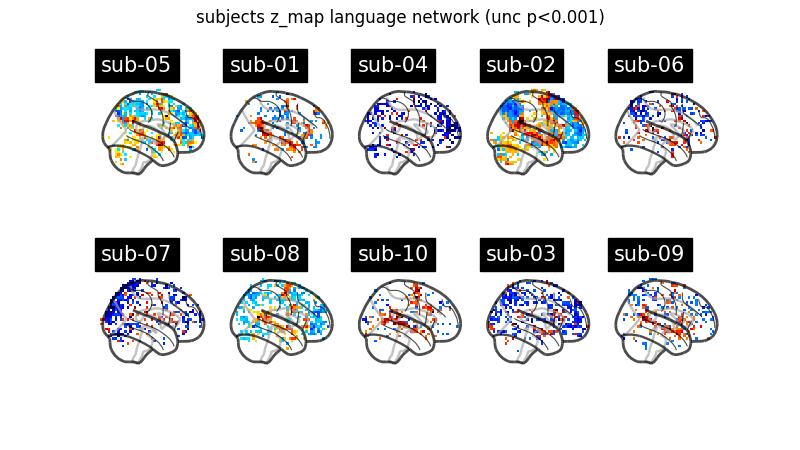 subjects z_map language network (unc p<0.001)
sub-05 sub-01 sub-04 sub-02 sub-06
sub-07 sub-08 sub-10 sub-03 sub-09